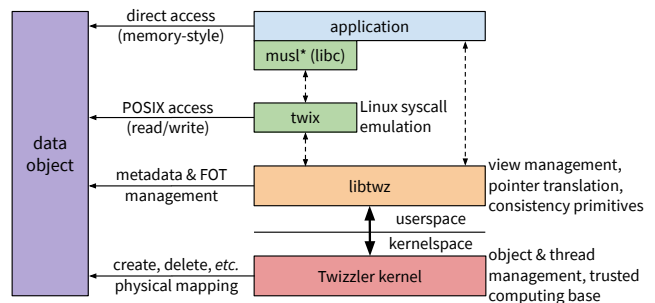 direct access
(memory-style)
application
musl* (libc)
POSIX access
(read/write)
twix
Linux syscall
emulation
data
object
metadata & FOT
management
libtwz
view management,
pointer translation,
consistency primitives
userspace
kernelspace
create, delete, etc.
physical mapping
Twizzler kernel
object & thread
management, trusted
computing base